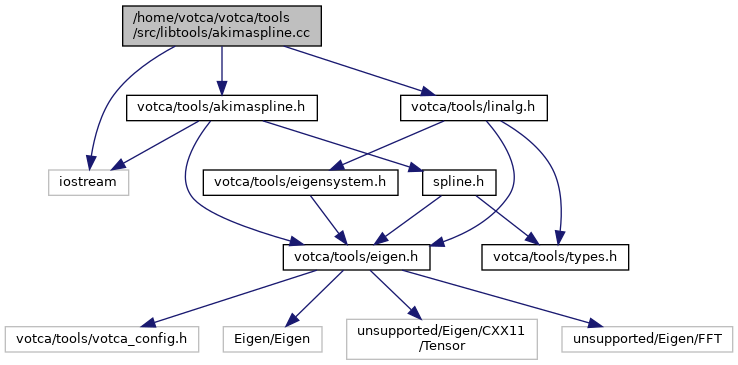 /home/votca/votca/tools
/src/libtools/akimaspline.cc
votca/tools/akimaspline.h
votca/tools/linalg.h
iostream
votca/tools/eigensystem.h
spline.h
votca/tools/eigen.h
votca/tools/types.h
votca/tools/votca_config.h
Eigen/Eigen
unsupported/Eigen/CXX11
/Tensor
unsupported/Eigen/FFT